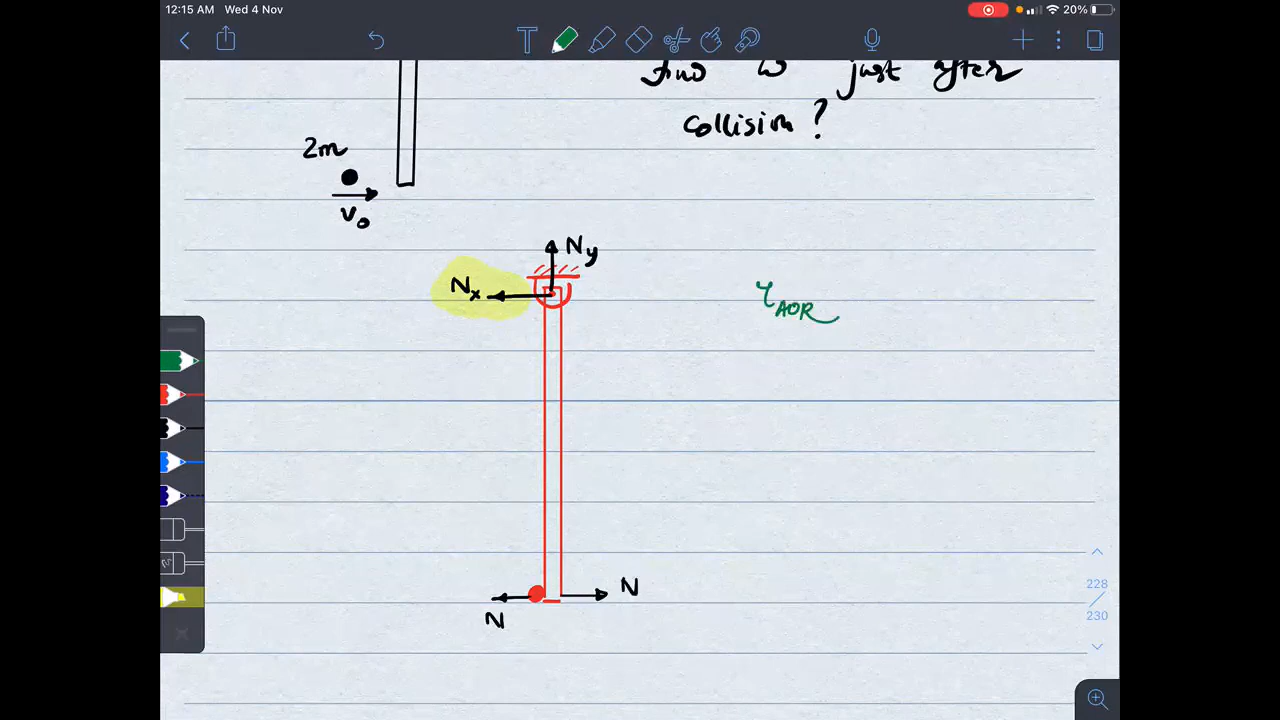 12:15 AM Wed 4 Nov
20%
T
find ω just after
collision ?
2m
v₀
Ny
Nx
τAOR
228
230
N
N